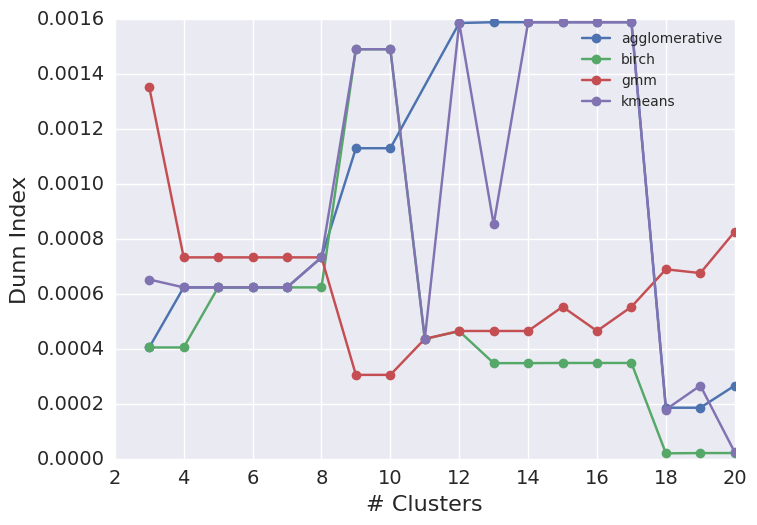 0.0016
0.0014
0.0012
0.0010
0.0008
0.0006
0.0004
0.0002
0.0000
Dunn Index
2 4 6 8 10 12 14 16 18 20
# Clusters
agglomerative
birch
gmm
kmeans